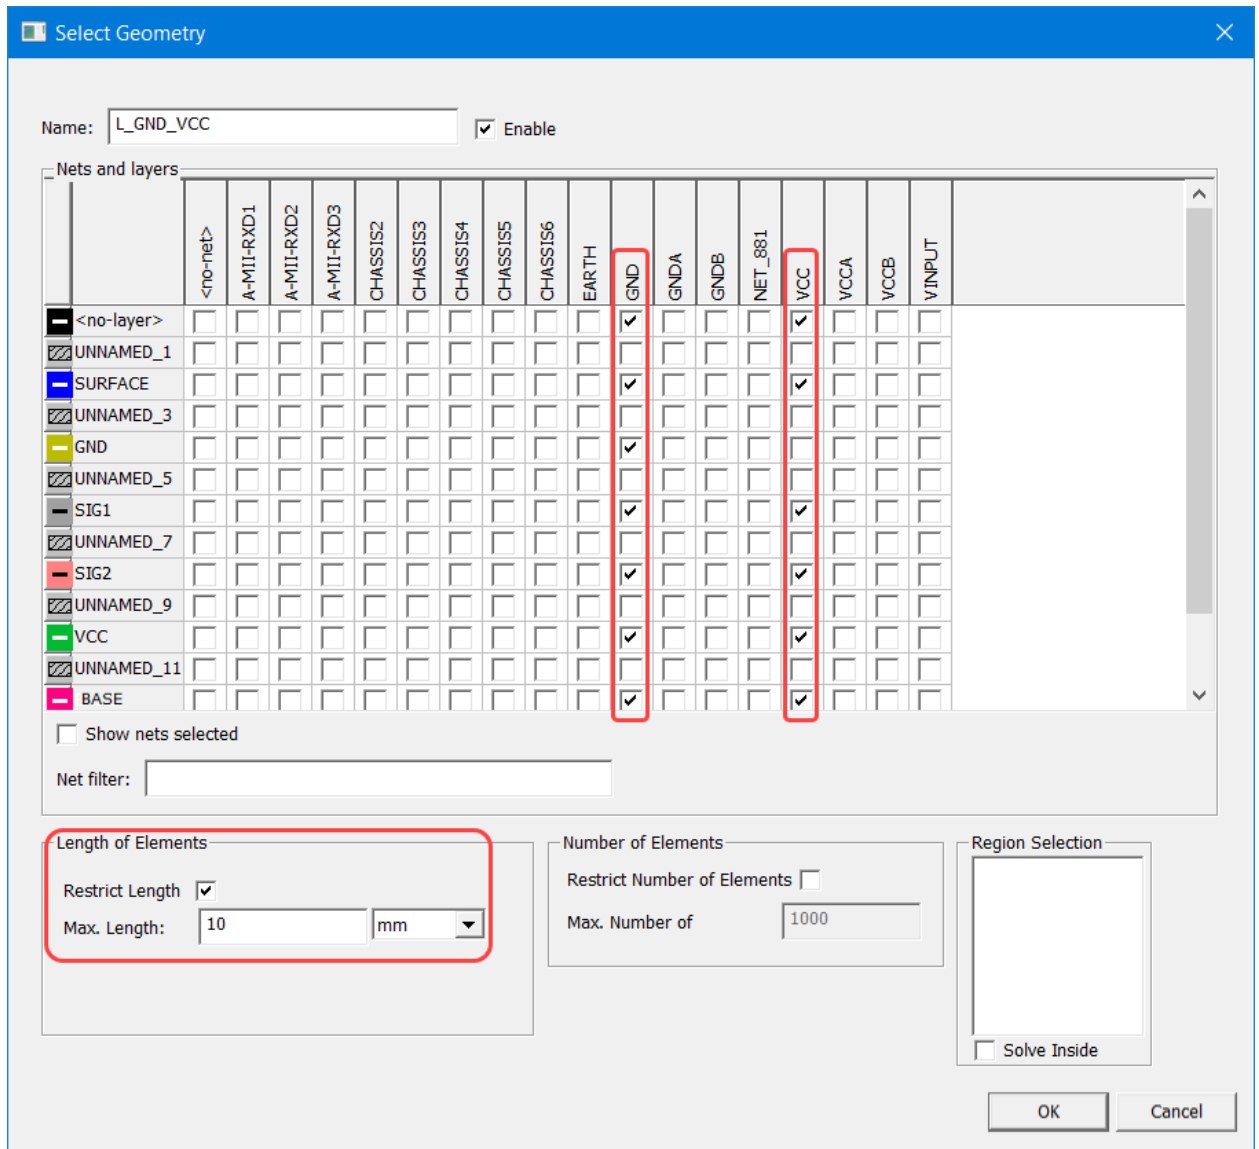 Select Geometry
Name: L_GND_VCC Enable
Nets and layers
<no-net> A-MII-RXD1 A-MII-RXD2 A-MII-RXD3 CHASSIS2 CHASSIS3 CHASSIS4 CHASSIS5 CHASSIS6 EARTH GND GNDA GNDB NET_881 VCC VCCA VCCB VINPUT
<no-layer>
UNNAMED_1
SURFACE
UNNAMED_3
GND
UNNAMED_5
SIG1
UNNAMED_7
SIG2
UNNAMED_9
VCC
UNNAMED_11
BASE
Show nets selected
Net filter:
Length of Elements
Restrict Length
Max. Length: 10 mm
Number of Elements
Restrict Number of Elements
Max. Number of 1000
Region Selection
Solve Inside
OK Cancel